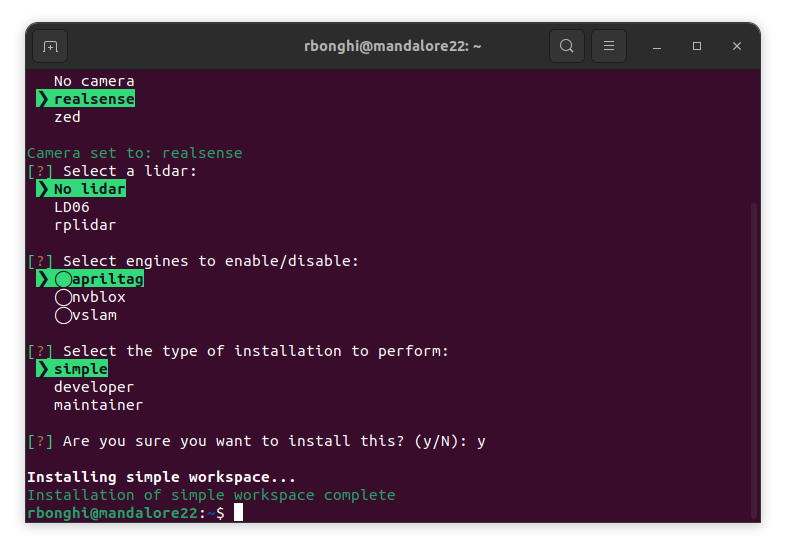 rbonghi@mandalore22: ~
No camera
❯ realsense
zed
Camera set to: realsense
[?] Select a lidar:
❯ No lidar
LD06
rplidar
[?] Select engines to enable/disable:
❯ ◯apriltag
◯nvblox
◯vslam
[?] Select the type of installation to perform:
❯ simple
developer
maintainer
[?] Are you sure you want to install this? (y/N): y
Installing simple workspace...
Installation of simple workspace complete
rbonghi@mandalore22:~$